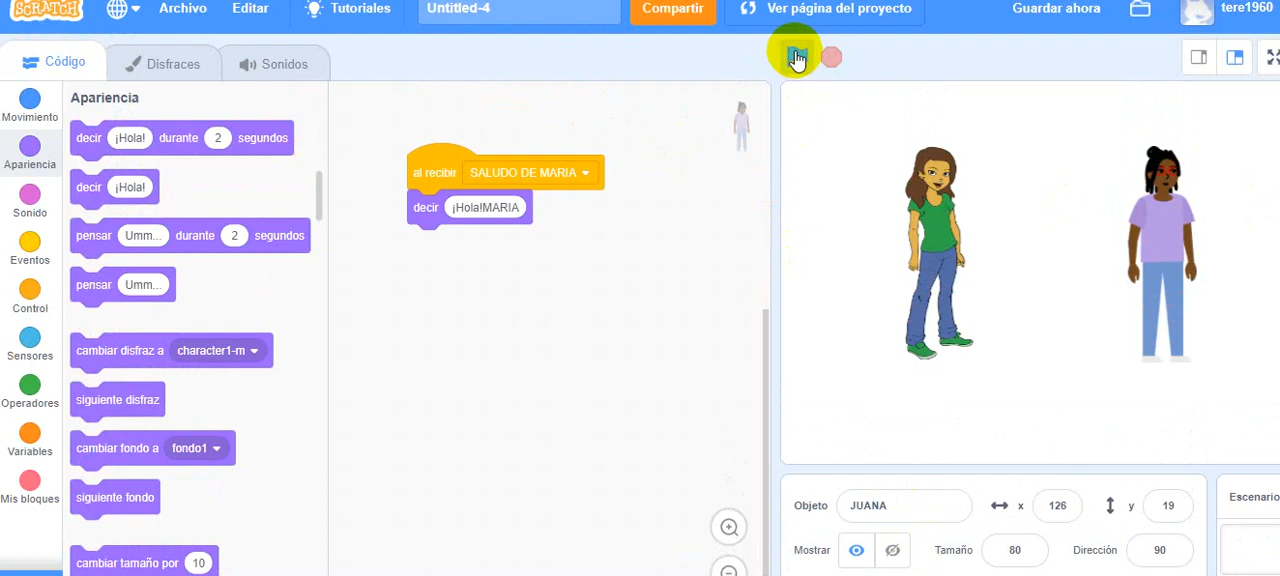 SCRATCH
Archivo
Editar
Tutoriales
Untitled-4
Compartir
Ver página del proyecto
Guardar ahora
tere1960
Código
Disfraces
Sonidos
Movimiento
Apariencia
Sonido
Eventos
Control
Sensores
Operadores
Variables
Mis bloques
Apariencia
decir ¡Hola! durante 2 segundos
decir ¡Hola!
pensar Umm... durante 2 segundos
pensar Umm...
cambiar disfraz a character1-m
siguiente disfraz
cambiar fondo a fondo1
siguiente fondo
cambiar tamaño por 10
al recibir SALUDO DE MARIA
decir ¡Hola!MARIA
Objeto JUANA x 126 y 19
Mostrar Tamaño 80 Dirección 90
Escenario